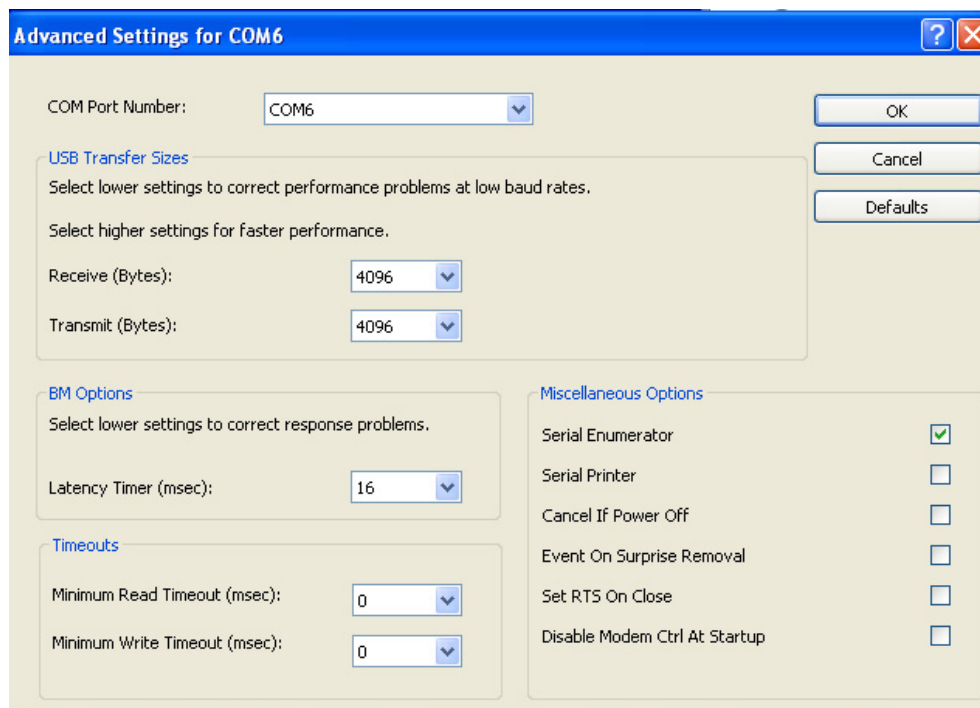 Advanced Settings for COM6
COM Port Number: COM6
OK
Cancel
Defaults
USB Transfer Sizes
Select lower settings to correct performance problems at low baud rates.
Select higher settings for faster performance.
Receive (Bytes): 4096
Transmit (Bytes): 4096
BM Options
Select lower settings to correct response problems.
Latency Timer (msec): 16
Timeouts
Minimum Read Timeout (msec): 0
Minimum Write Timeout (msec): 0
Miscellaneous Options
Serial Enumerator
Serial Printer
Cancel If Power Off
Event On Surprise Removal
Set RTS On Close
Disable Modem Ctrl At Startup